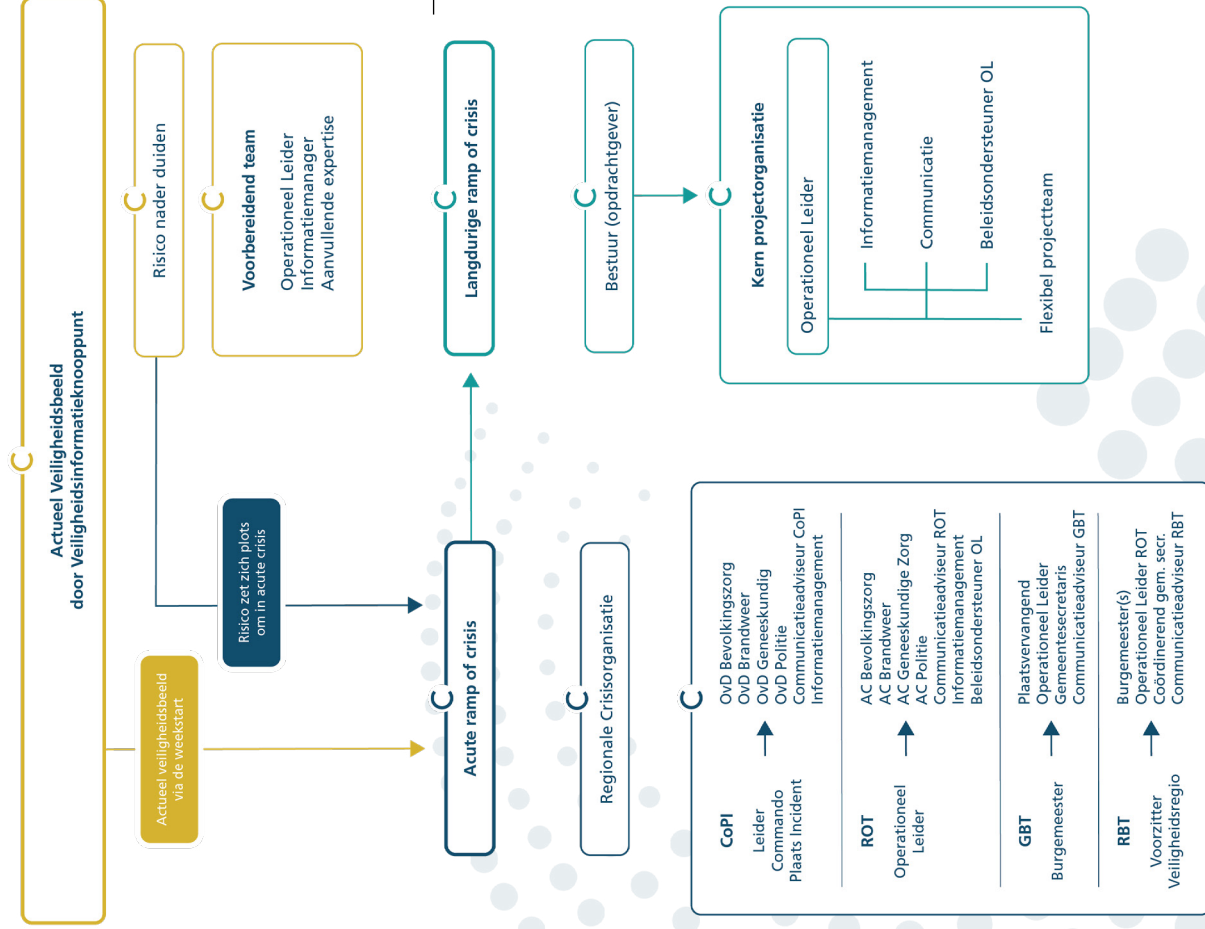 Actueel Veiligheidsbeeld
door Veiligheidsinformatieknooppunt
Actueel veiligheidsbeeld
via de weekstart
Risico zet zich plots
om in acute crisis
Risico nader duiden
Voorbereidend team
Operationeel Leider
Informatiemanager
Aanvullende expertise
Acute ramp of crisis
Langdurige ramp of crisis
Regionale Crisisorganisatie
CoPI
Leider
Commando
Plaats Incident
OvD Bevolkingszorg
OvD Brandweer
OvD Geneeskundig
OvD Politie
Communicatieadviseur CoPI
Informatiemanagement
ROT
Operationeel
Leider
AC Bevolkingszorg
AC Brandweer
AC Geneeskundige Zorg
AC Politie
Communicatieadviseur ROT
Informatiemanagement
Beleidsondersteuner OL
GBT
Burgemeester
Plaatsvervangend
Operationeel Leider
Gemeentesecretaris
Communicatieadviseur GBT
RBT
Voorzitter
Veiligheidsregio
Burgemeester(s)
Operationeel Leider ROT
Coördinerend gem. secr.
Communicatieadviseur RBT
Bestuur (opdrachtgever)
Kern projectorganisatie
Operationeel Leider
Informatiemanagement
Communicatie
Beleidsondersteuner OL
Flexibel projectteam